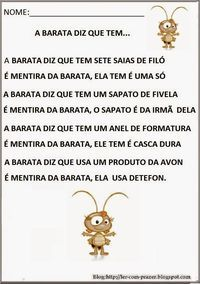 NOME:________________
A BARATA DIZ QUE TEM...
A BARATA DIZ QUE TEM SETE SAIAS DE FILÓ
É MENTIRA DA BARATA, ELA TEM É UMA SÓ
A BARATA DIZ QUE TEM UM SAPATO DE FIVELA
É MENTIRA DA BARATA, O SAPATO É DA IRMÃ DELA
A BARATA DIZ QUE TEM UM ANEL DE FORMATURA
É MENTIRA DA BARATA, ELE TEM É CASCA DURA
A BARATA DIZ QUE USA UM PRODUTO DA AVON
É MENTIRA DA BARATA, ELA USA DETEFON.
Blog:http://ler-com-prazer.blogspot.com